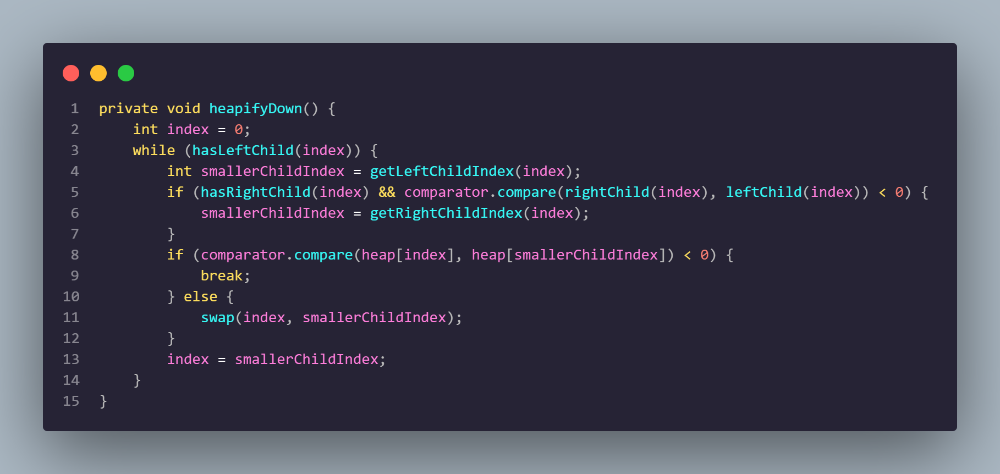 1 private void heapifyDown() {
2     int index = 0;
3     while (hasLeftChild(index)) {
4         int smallerChildIndex = getLeftChildIndex(index);
5         if (hasRightChild(index) && comparator.compare(rightChild(index), leftChild(index)) < 0) {
6             smallerChildIndex = getRightChildIndex(index);
7         }
8         if (comparator.compare(heap[index], heap[smallerChildIndex]) < 0) {
9             break;
10         } else {
11             swap(index, smallerChildIndex);
12         }
13         index = smallerChildIndex;
14     }
15 }